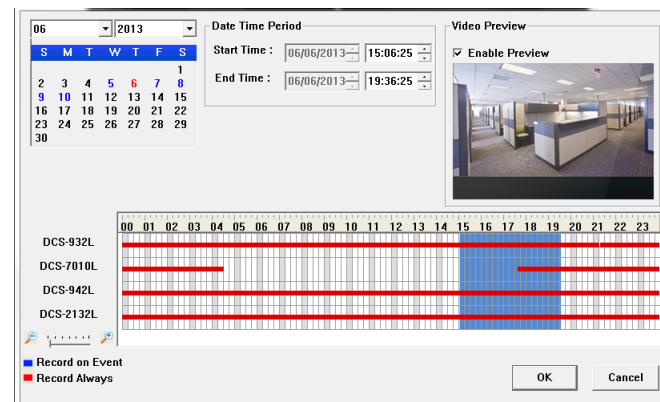 06 2013
S M T W T F S
1
2 3 4 5 6 7 8
9 10 11 12 13 14 15
16 17 18 19 20 21 22
23 24 25 26 27 28 29
30
Date Time Period
Start Time : 06/06/2013 15:06:25
End Time : 06/06/2013 19:36:25
Video Preview
Enable Preview
00 01 02 03 04 05 06 07 08 09 10 11 12 13 14 15 16 17 18 19 20 21 22 23
DCS-932L
DCS-7010L
DCS-942L
DCS-2132L
Record on Event
Record Always
OK Cancel